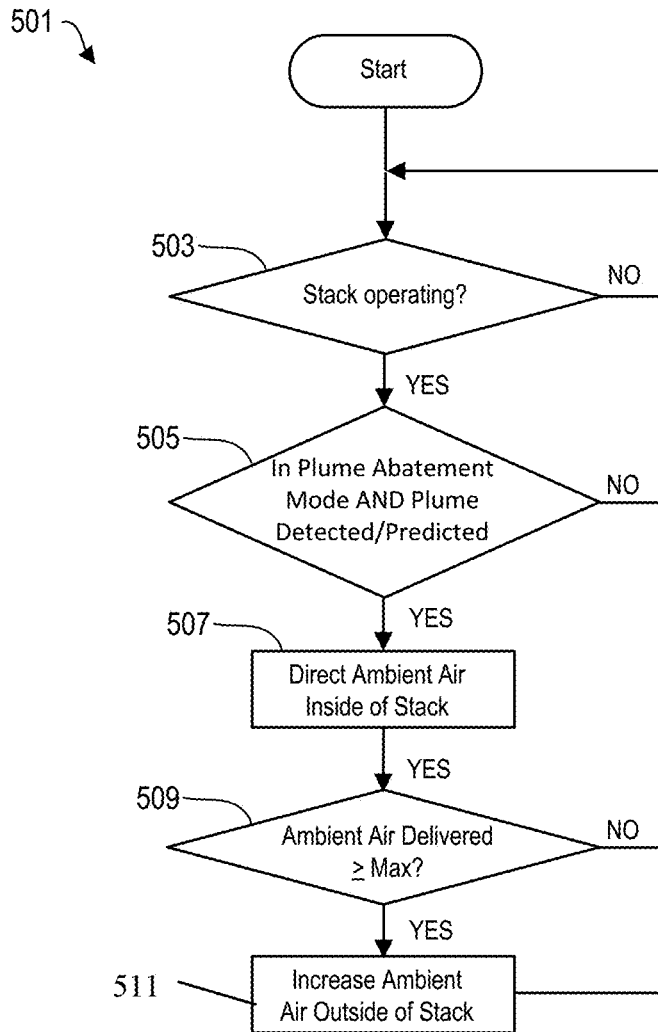 501
Start
503
Stack operating?
NO
YES
505
In Plume Abatement
Mode AND Plume
Detected/Predicted
NO
YES
507
Direct Ambient Air
Inside of Stack
YES
509
Ambient Air Delivered
≥ Max?
NO
YES
511
Increase Ambient
Air Outside of Stack